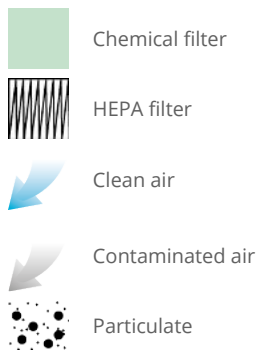 Chemical filter
HEPA filter
Clean air
Contaminated air
Particulate